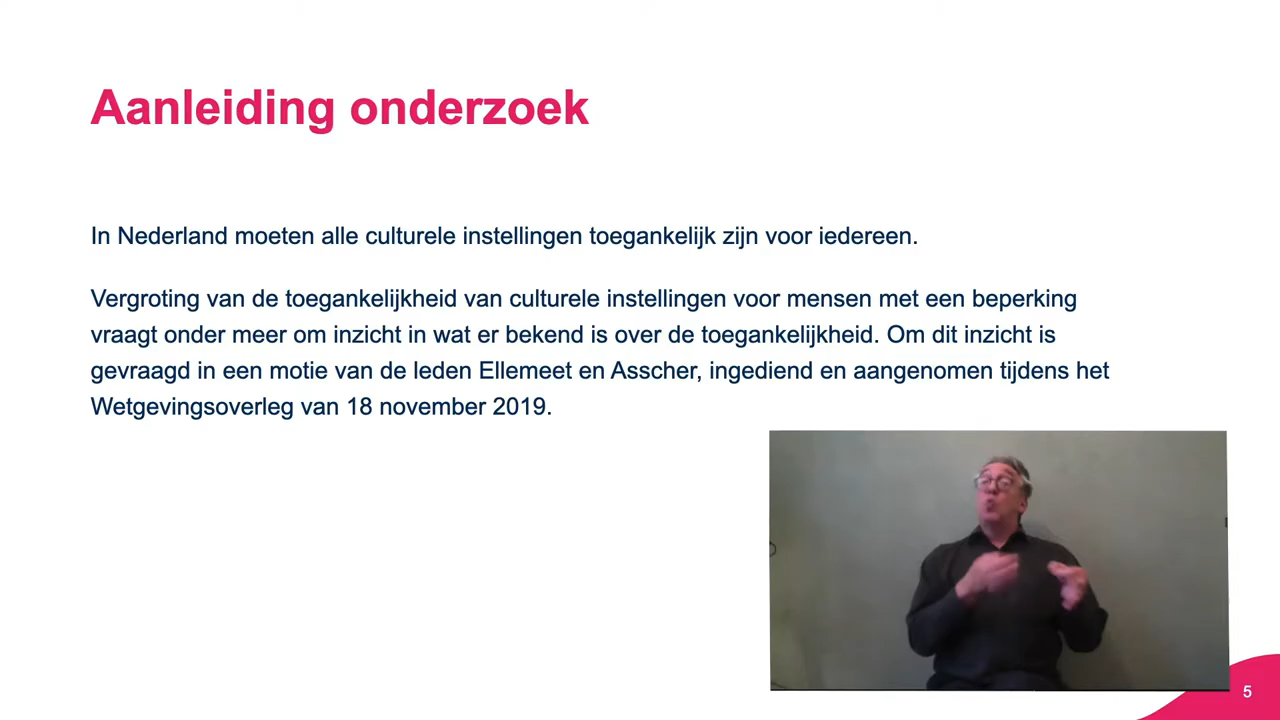 Aanleiding onderzoek
In Nederland moeten alle culturele instellingen toegankelijk zijn voor iedereen.
Vergroting van de toegankelijkheid van culturele instellingen voor mensen met een beperking
vraagt onder meer om inzicht in wat er bekend is over de toegankelijkheid. Om dit inzicht is
gevraagd in een motie van de leden Ellemeet en Asscher, ingediend en aangenomen tijdens het
Wetgevingsoverleg van 18 november 2019.
5